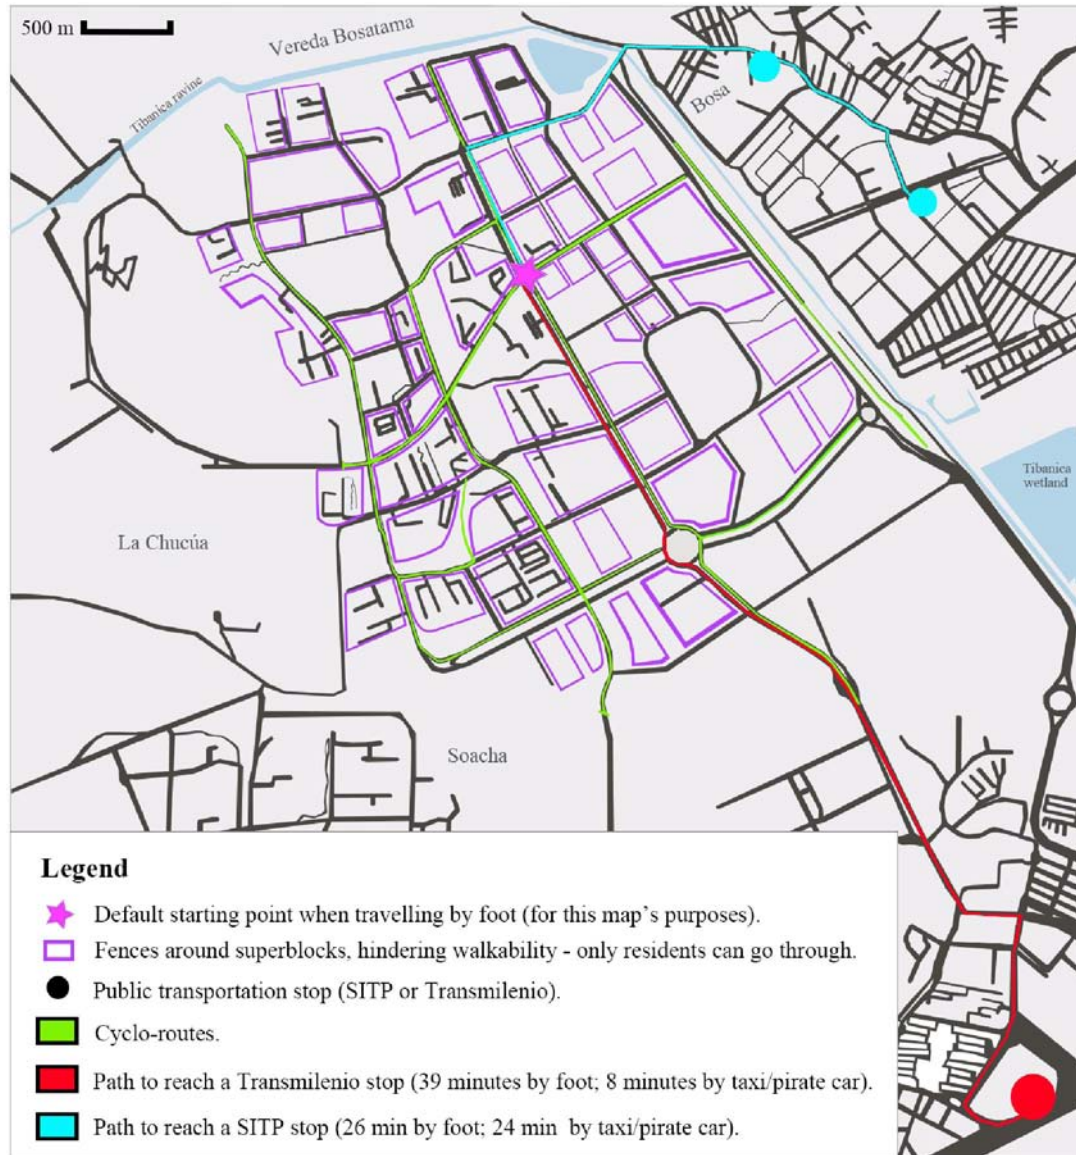 500 m
Vereda Bosatama
Tibanica ravine
Bosa
Tibanica
wetland
La Chucúa
Soacha
Legend
Default starting point when travelling by foot (for this map's purposes).
Fences around superblocks, hindering walkability - only residents can go through.
Public transportation stop (SITP or Transmilenio).
Cyclo-routes.
Path to reach a Transmilenio stop (39 minutes by foot; 8 minutes by taxi/pirate car).
Path to reach a SITP stop (26 min by foot; 24 min by taxi/pirate car).